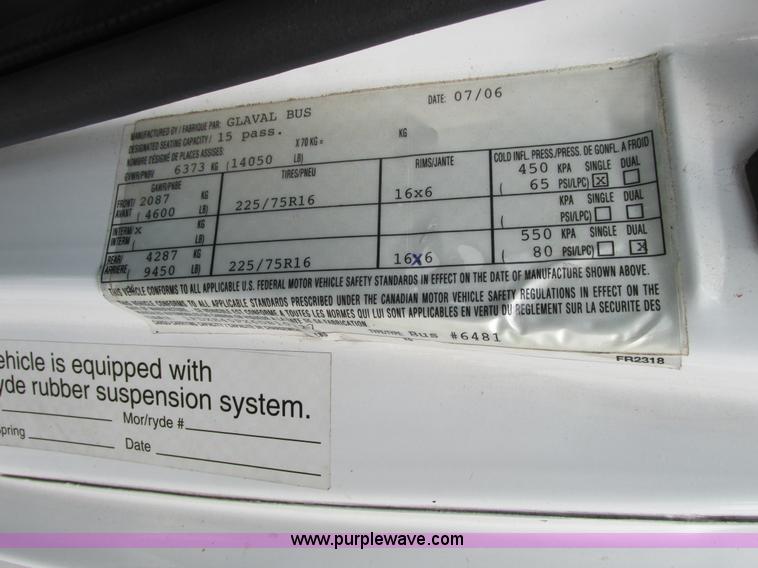 DATE: 07/06
MANUFACTURED BY / FABRIQUE PAR: GLAVAL BUS
DESIGNATED SEATING CAPACITY / 15 pass.
NOMBRE DÉSIGNÉ DE PLACES ASSISES: X 70 KG = KG
GVWR/PNBV 6373 KG ( 14050 LB)
GAWR/PNBE TIRES/PNEU RIMS/JANTE COLD INFL. PRESS./PRESS. DE GONFL. A FROID
FRONT/ 2087 KG 225/75R16 16x6 450 KPA SINGLE DUAL
AVANT ( 4600 LB) ( 65 PSI/LPC) X
INTERM/ x KG KPA SINGLE DUAL
INTERM ( LB) ( PSI/LPC)
REAR/ 4287 KG 225/75R16 16x6 550 KPA SINGLE DUAL
ARRIERE ( 9450 LB) ( 80 PSI/LPC) X
THIS VEHICLE CONFORMS TO ALL APPLICABLE U.S. FEDERAL MOTOR VEHICLE SAFETY STANDARDS IN EFFECT ON THE DATE OF MANUFACTURE SHOWN ABOVE.
TO ALL APPLICABLE STANDARDS PRESCRIBED UNDER THE CANADIAN MOTOR VEHICLE SAFETY REGULATIONS IN EFFECT ON THE
EST CONFORME A TOUTES LES NORMES QUI LUI SONT APPLICABLES EN VERTU DU RÈGLEMENT SUR LA SECURITE DES
FABRICATION
Bus #6481
FR2318
ehicle is equipped with
yde rubber suspension system.
Mor/ryde #
pring Date
www.purplewave.com